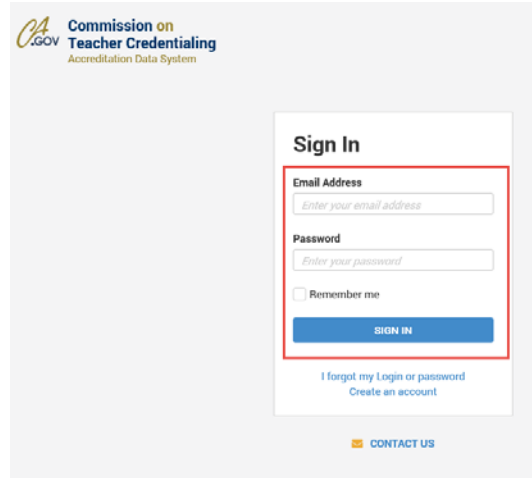 CA.GOV
Commission on
Teacher Credentialing
Accreditation Data System
Sign In
Email Address
Enter your email address
Password
Enter your password
Remember me
SIGN IN
I forgot my Login or password
Create an account
CONTACT US